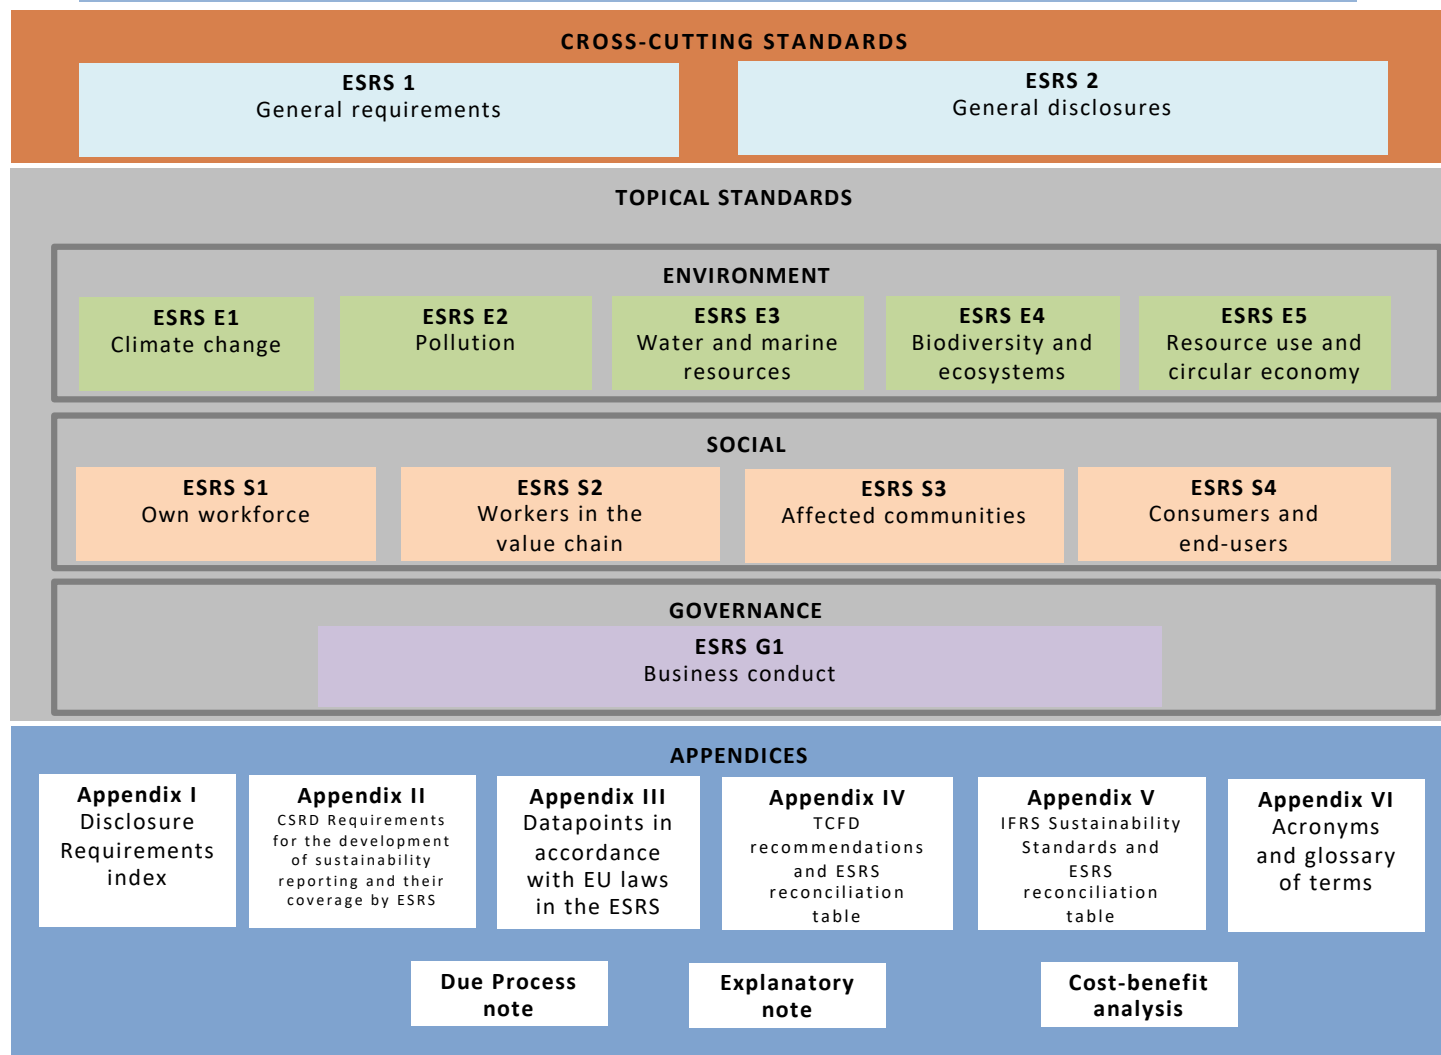 CROSS-CUTTING STANDARDS
ESRS 1
General requirements
ESRS 2
General disclosures
TOPICAL STANDARDS
ENVIRONMENT
ESRS E1
Climate change
ESRS E2
Pollution
ESRS E3
Water and marine
resources
ESRS E4
Biodiversity and
ecosystems
ESRS E5
Resource use and
circular economy
SOCIAL
ESRS S1
Own workforce
ESRS S2
Workers in the
value chain
ESRS S3
Affected communities
ESRS S4
Consumers and
end-users
GOVERNANCE
ESRS G1
Business conduct
APPENDICES
Appendix I
Disclosure
Requirements
index
Appendix II
CSRD Requirements
for the development
of sustainability
reporting and their
coverage by ESRS
Appendix III
Datapoints in
accordance
with EU laws
in the ESRS
Appendix IV
TCFD
recommendations
and ESRS
reconciliation
table
Appendix V
IFRS Sustainability
Standards and
ESRS
reconciliation
table
Appendix VI
Acronyms
and glossary
of terms
Due Process
note
Explanatory
note
Cost-benefit
analysis